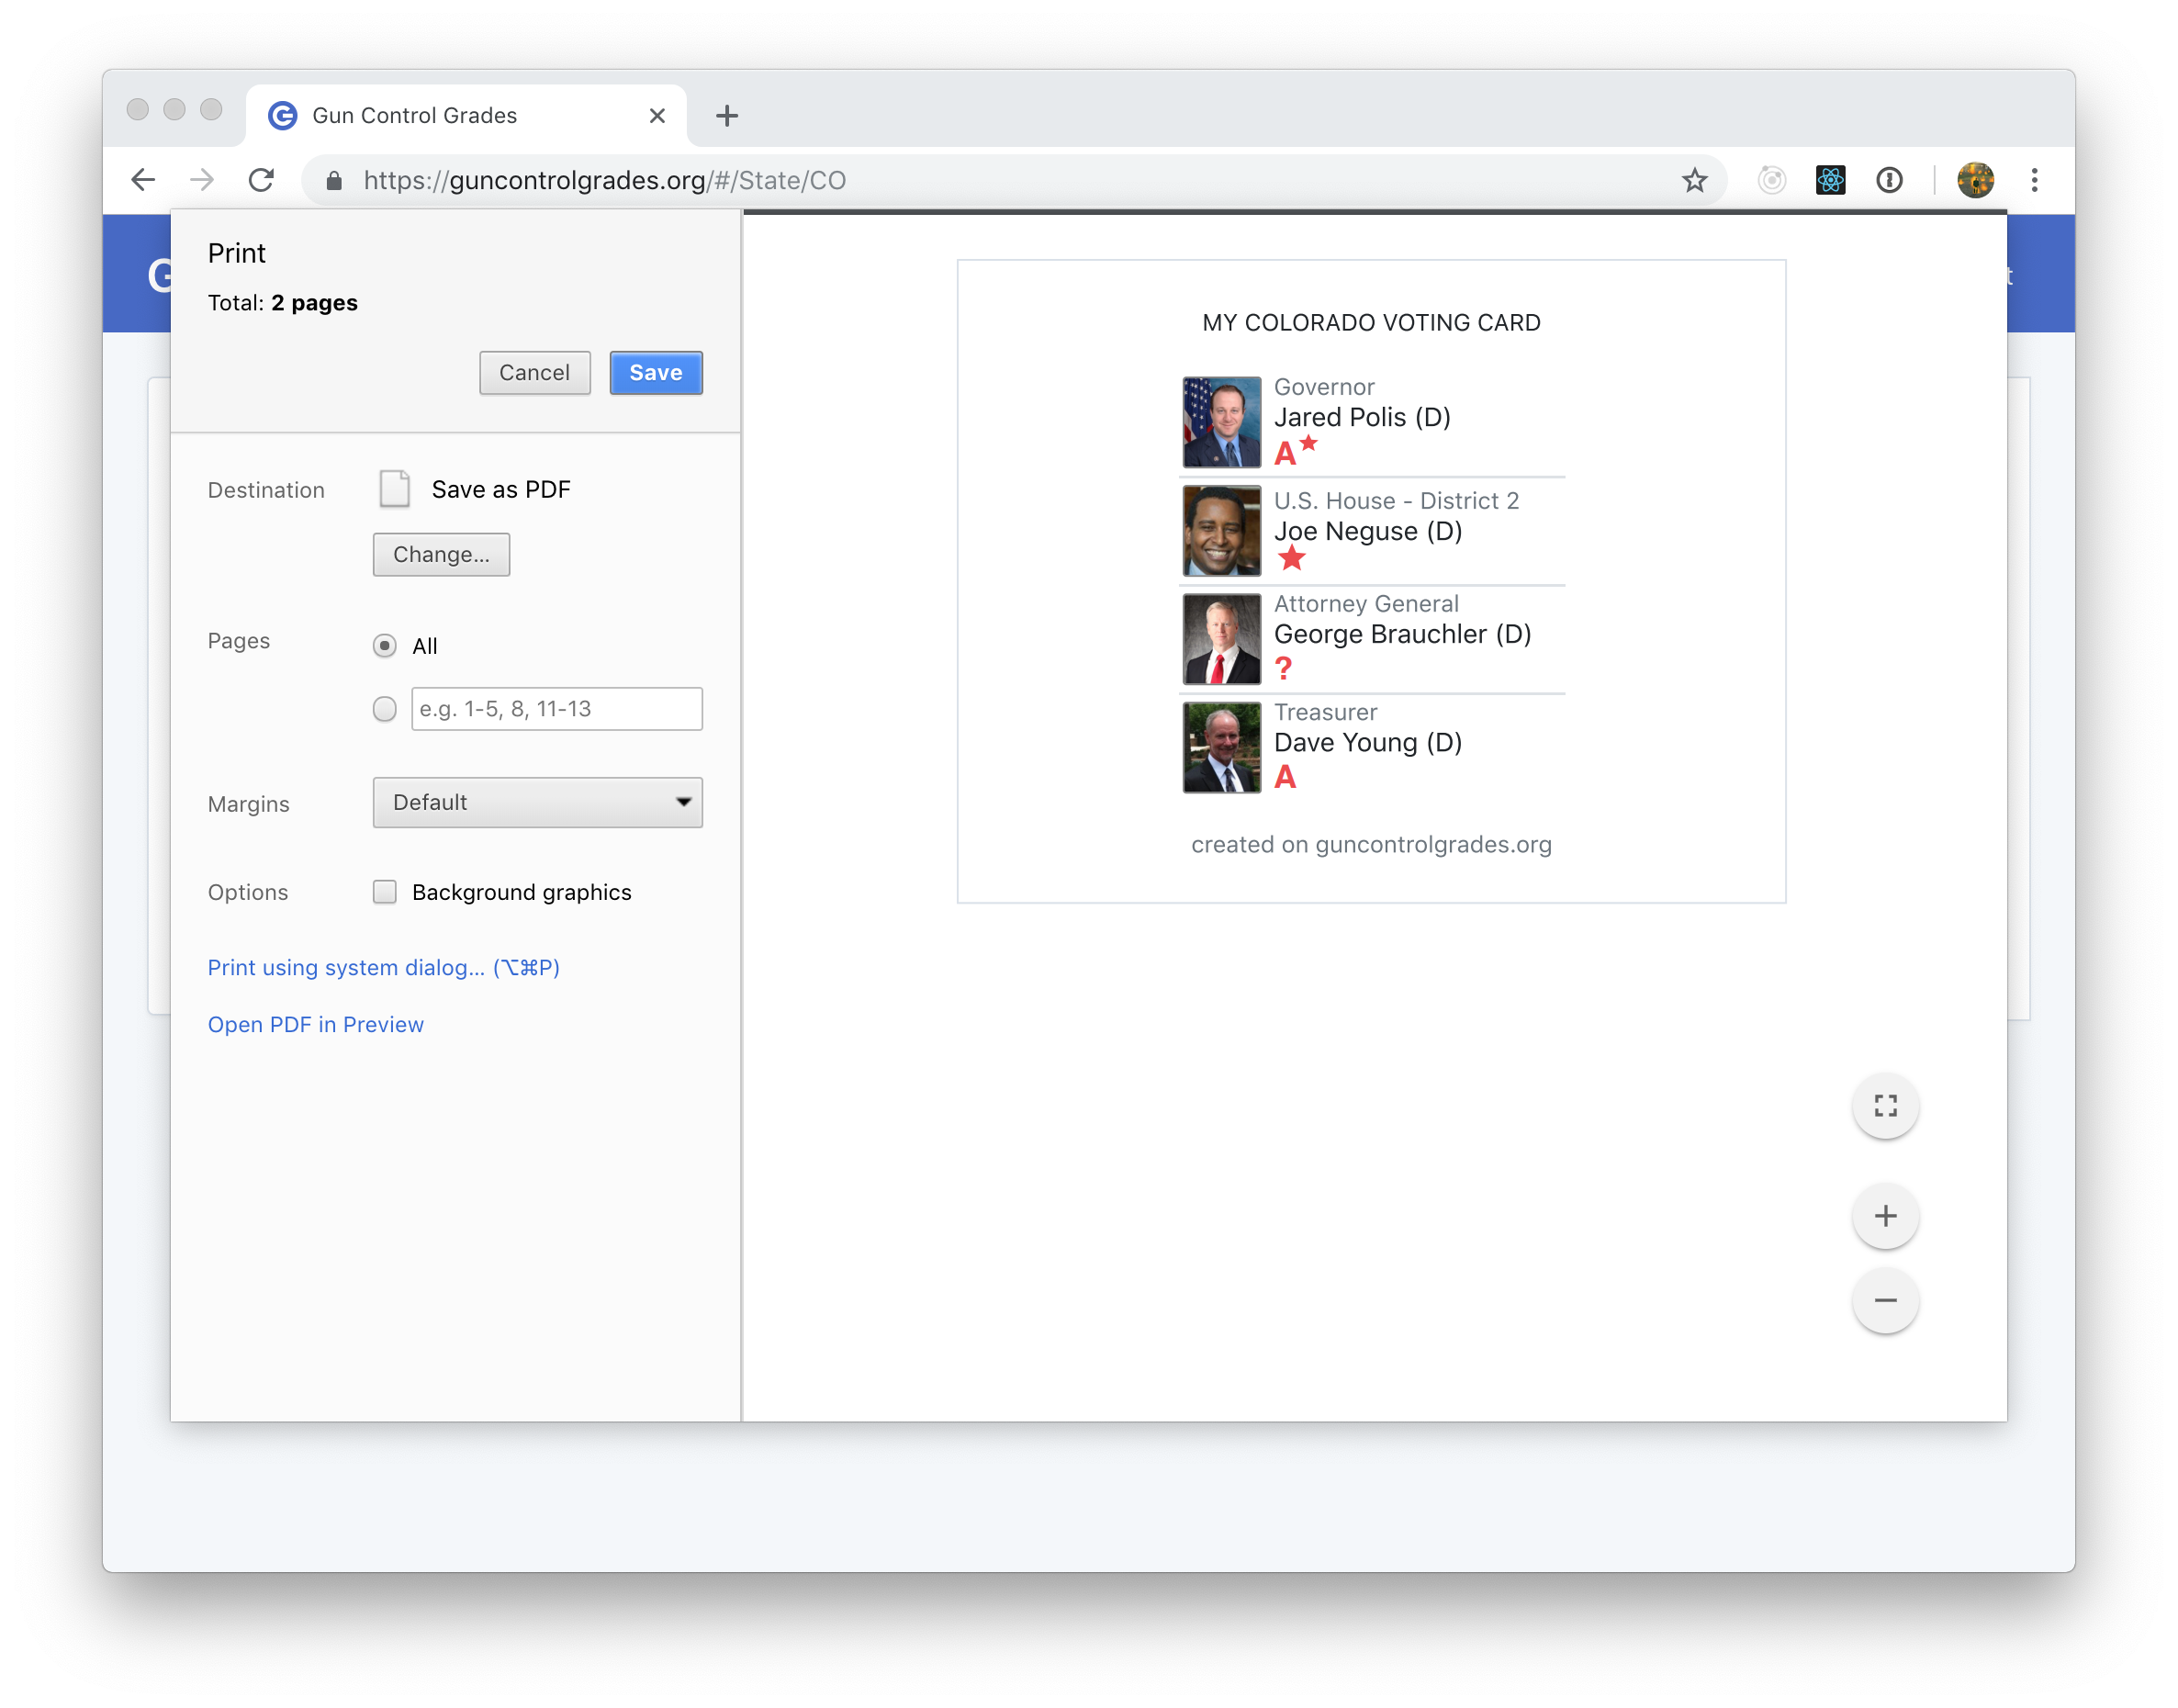 Gun Control Grades
https://guncontrolgrades.org/#/State/CO
G
t
Print
Total: 2 pages
Cancel
Save
Destination
Save as PDF
Change...
Pages
All
e.g. 1-5, 8, 11-13
Margins
Default
Options
Background graphics
Print using system dialog... (⌥⌘P)
Open PDF in Preview
MY COLORADO VOTING CARD
Governor
Jared Polis (D)
A★
U.S. House - District 2
Joe Neguse (D)
★
Attorney General
George Brauchler (D)
?
Treasurer
Dave Young (D)
A
created on guncontrolgrades.org